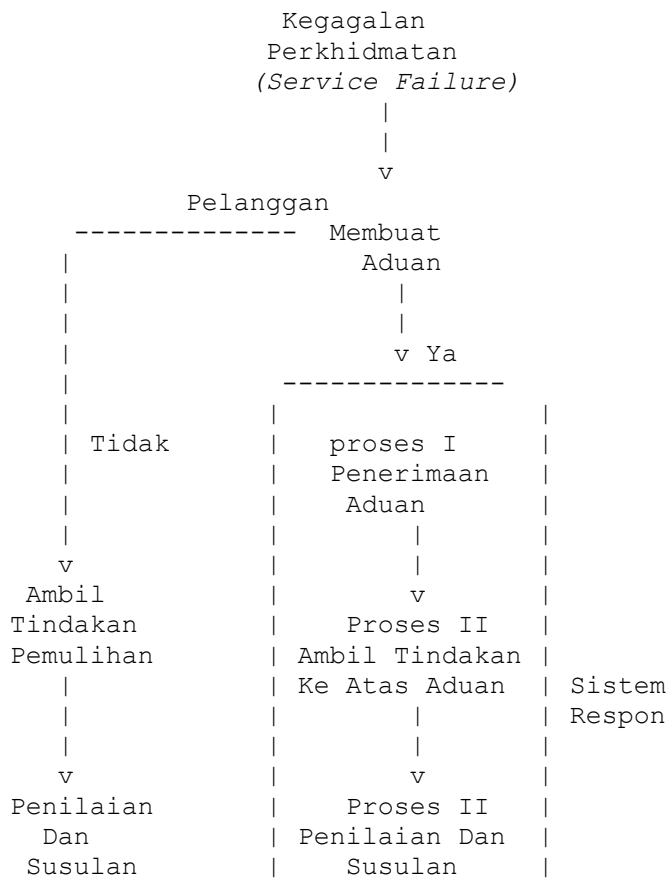 Kegagalan
Perkhidmatan
(Service Failure)
Pelanggan
Membuat
Aduan
Ya
Tidak
proses I
Penerimaan
Aduan
Ambil
Tindakan
Pemulihan
Proses II
Ambil Tindakan
Ke Atas Aduan
Sistem
Respon
Penilaian
Dan
Susulan
Proses II
Penilaian Dan
Susulan